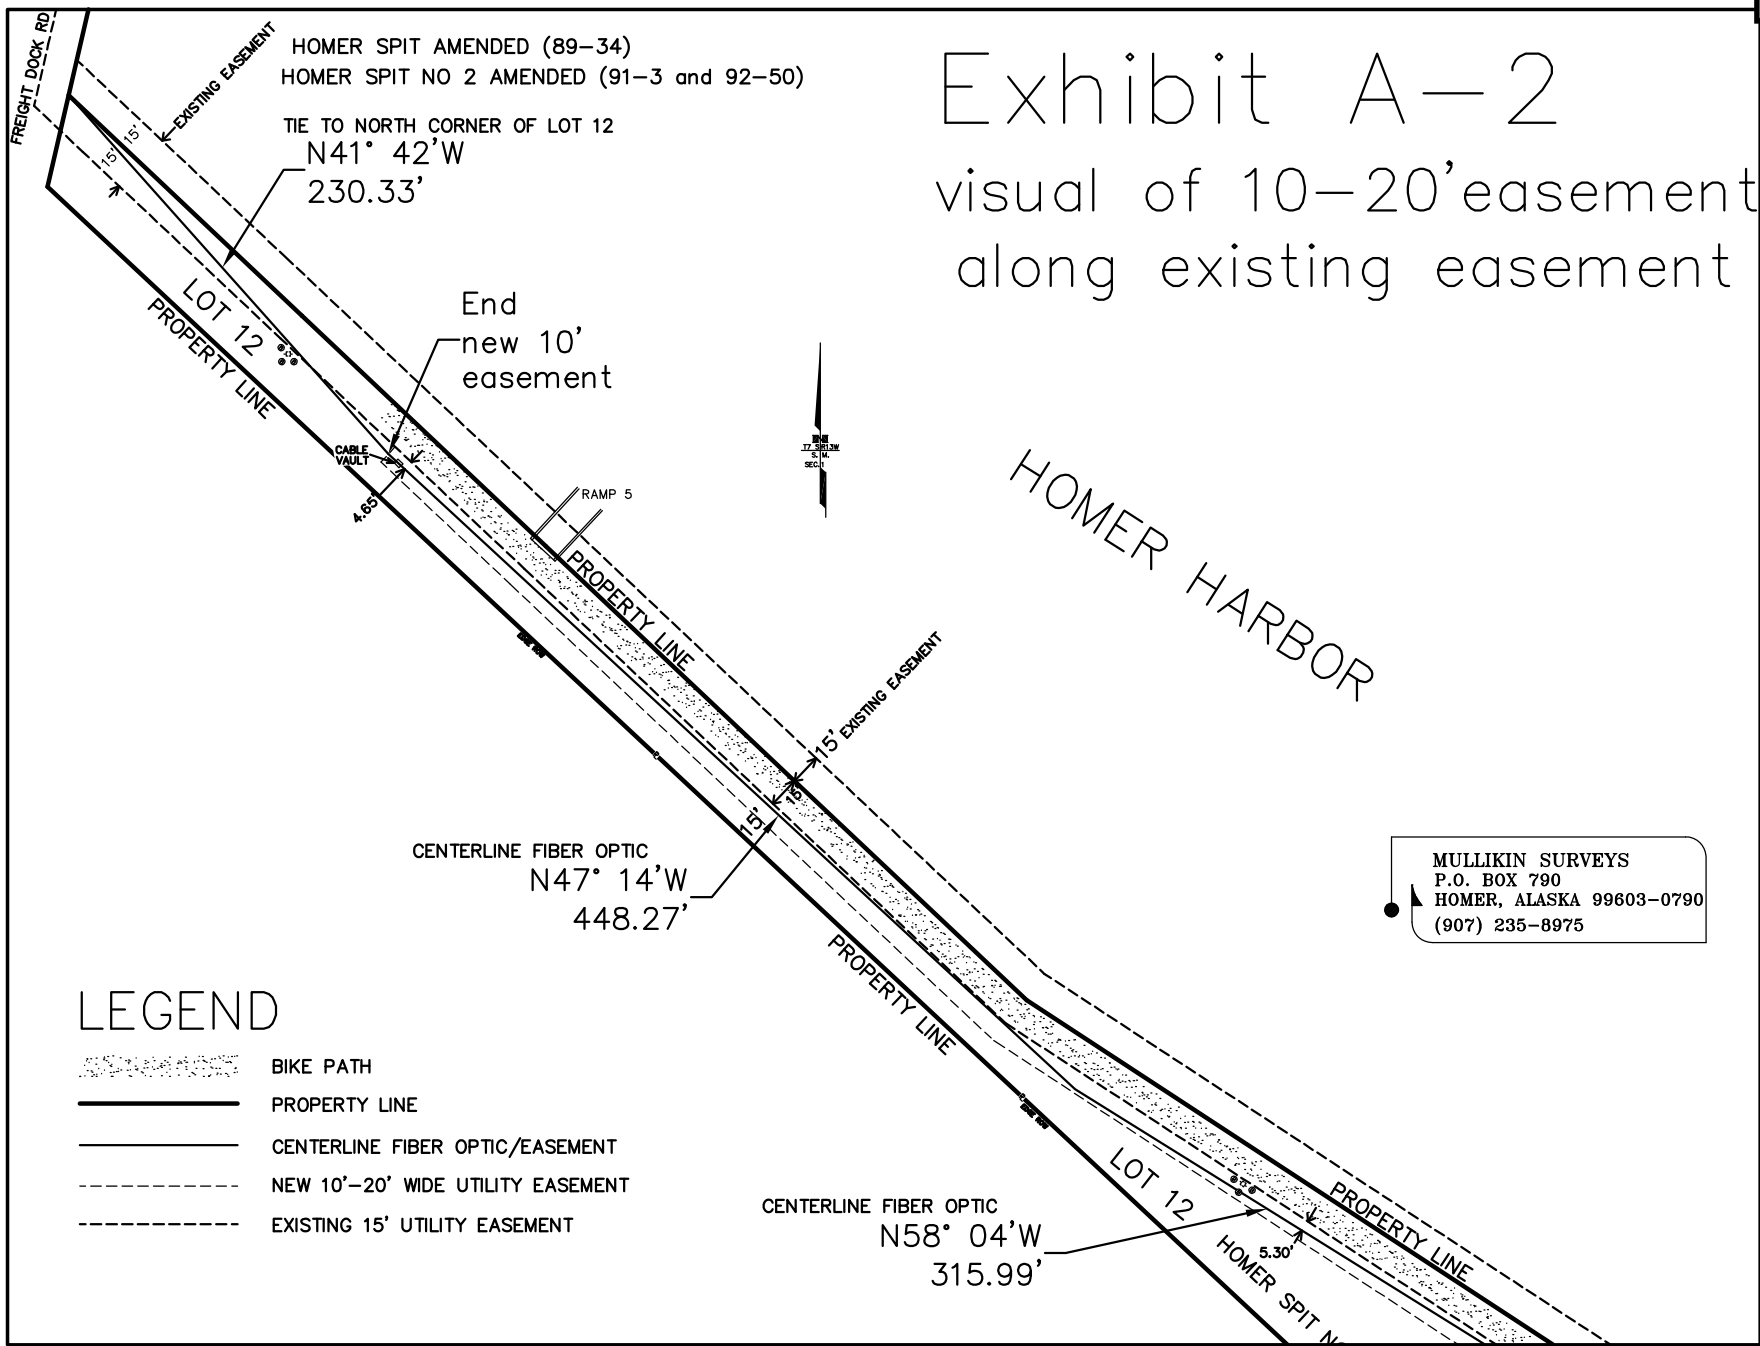 Exhibit A-2
visual of 10-20' easement
along existing easement
FREIGHT DOCK RD
EXISTING EASEMENT
HOMER SPIT AMENDED (89-34)
HOMER SPIT NO 2 AMENDED (91-3 and 92-50)
TIE TO NORTH CORNER OF LOT 12
N41° 42'W
230.33'
15'
15'
LOT 12
PROPERTY LINE
End
new 10'
easement
CABLE
VAULT
4.65'
RAMP 5
PROPERTY LINE
T7 S R13W
S. M.
SEC.1
HOMER HARBOR
15' EXISTING EASEMENT
15'
CENTERLINE FIBER OPTIC
N47° 14'W
448.27'
PROPERTY LINE
MULLIKIN SURVEYS
P.O. BOX 790
HOMER, ALASKA 99603-0790
(907) 235-8975
LEGEND
BIKE PATH
PROPERTY LINE
CENTERLINE FIBER OPTIC/EASEMENT
NEW 10'-20' WIDE UTILITY EASEMENT
EXISTING 15' UTILITY EASEMENT
LOT 12
CENTERLINE FIBER OPTIC
N58° 04'W
315.99'
5.30'
PROPERTY LINE
HOMER SPIT